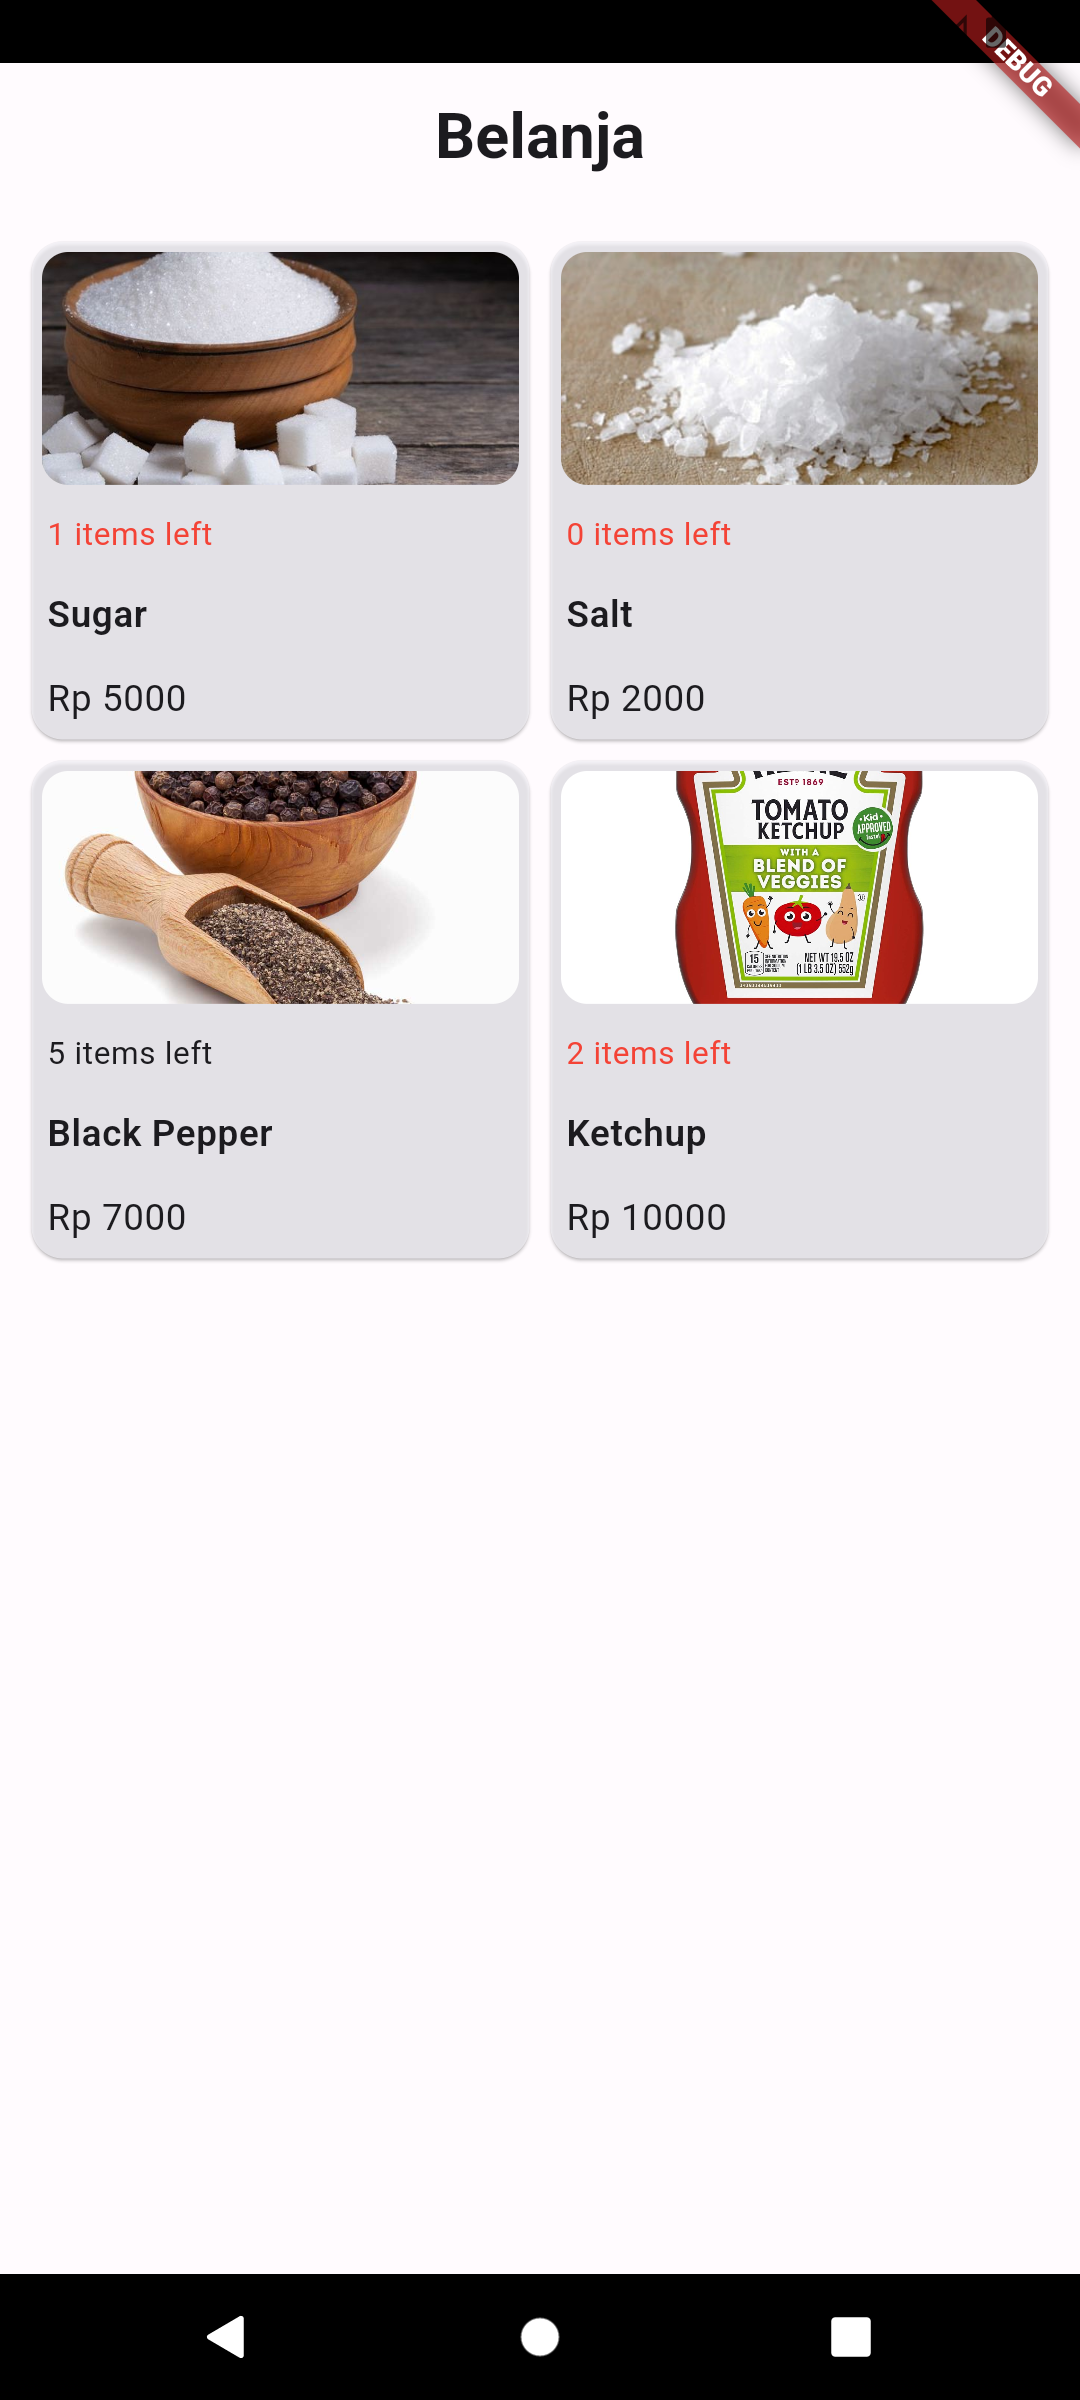 DEBUG
Belanja
1 items left
Sugar
Rp 5000
0 items left
Salt
Rp 2000
EST? 1869
TOMATO
KETCHUP
Kid
APPROVED
WITH A
BLEND OF
VEGGIES
15
NET WT 19.5 OZ
(1 LB 3.5 OZ) 552g
5 items left
Black Pepper
Rp 7000
2 items left
Ketchup
Rp 10000